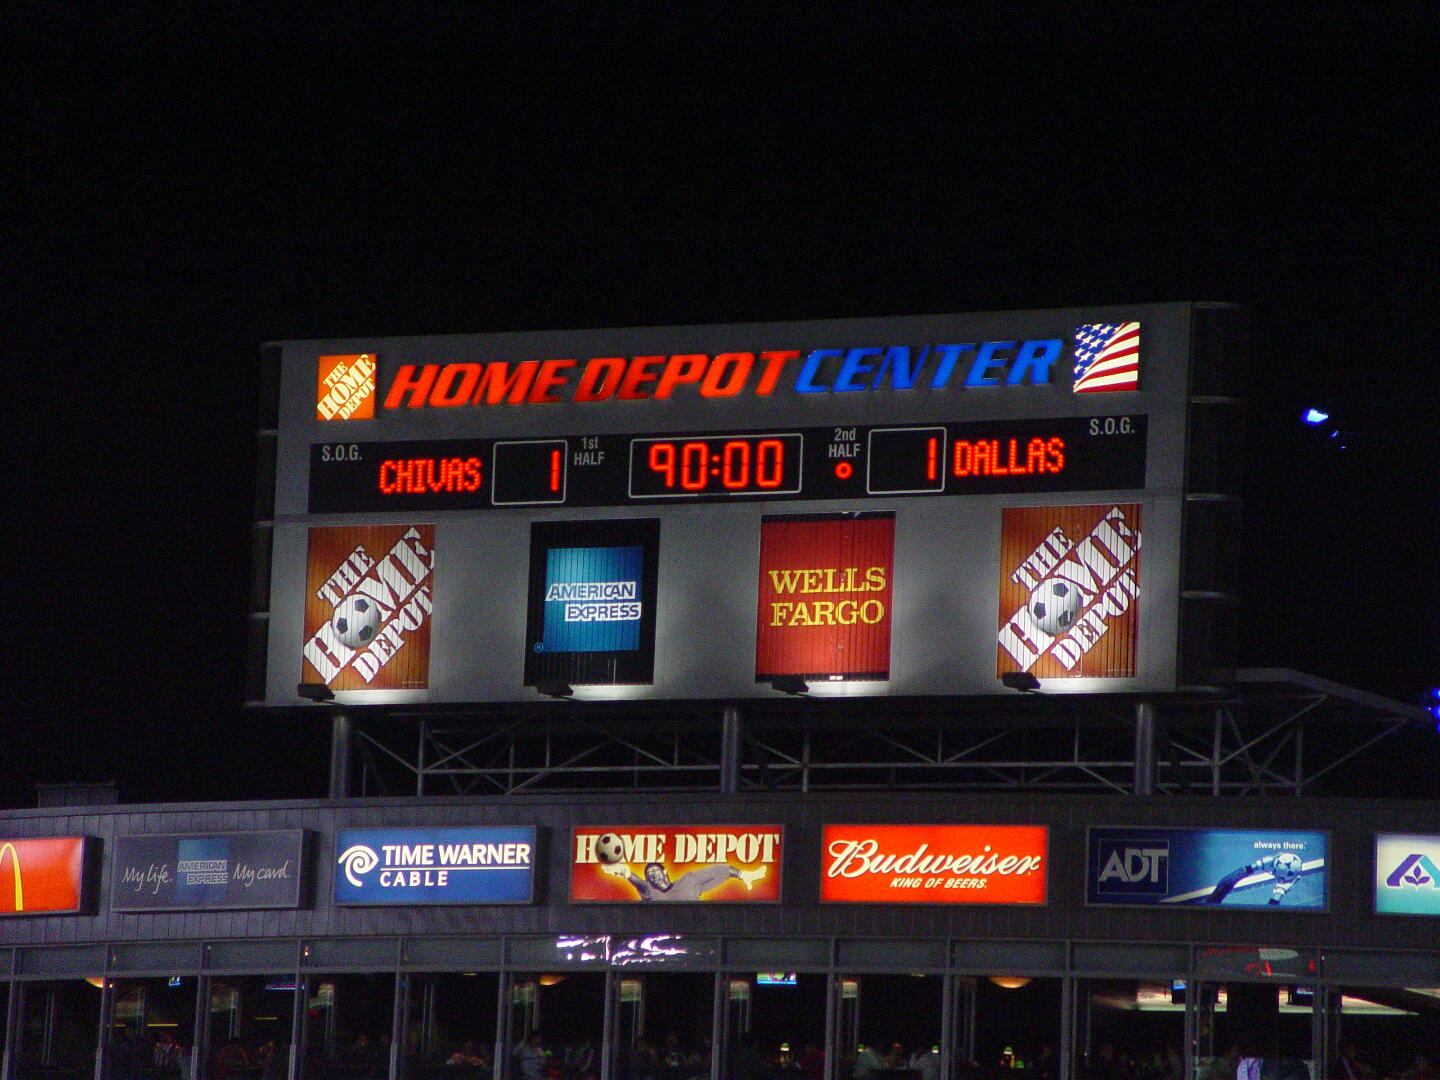 THE HOME DEPOT
HOME DEPOT CENTER
S.O.G.
CHIVAS
1
1st HALF
90:00
2nd HALF
1
DALLAS
S.O.G.
THE HOME DEPOT
AMERICAN EXPRESS
®
WELLS FARGO
THE HOME DEPOT
My life.
AMERICAN EXPRESS
My card.
TIME WARNER
CABLE
HOME DEPOT
Budweiser
KING OF BEERS.
ADT
always there.